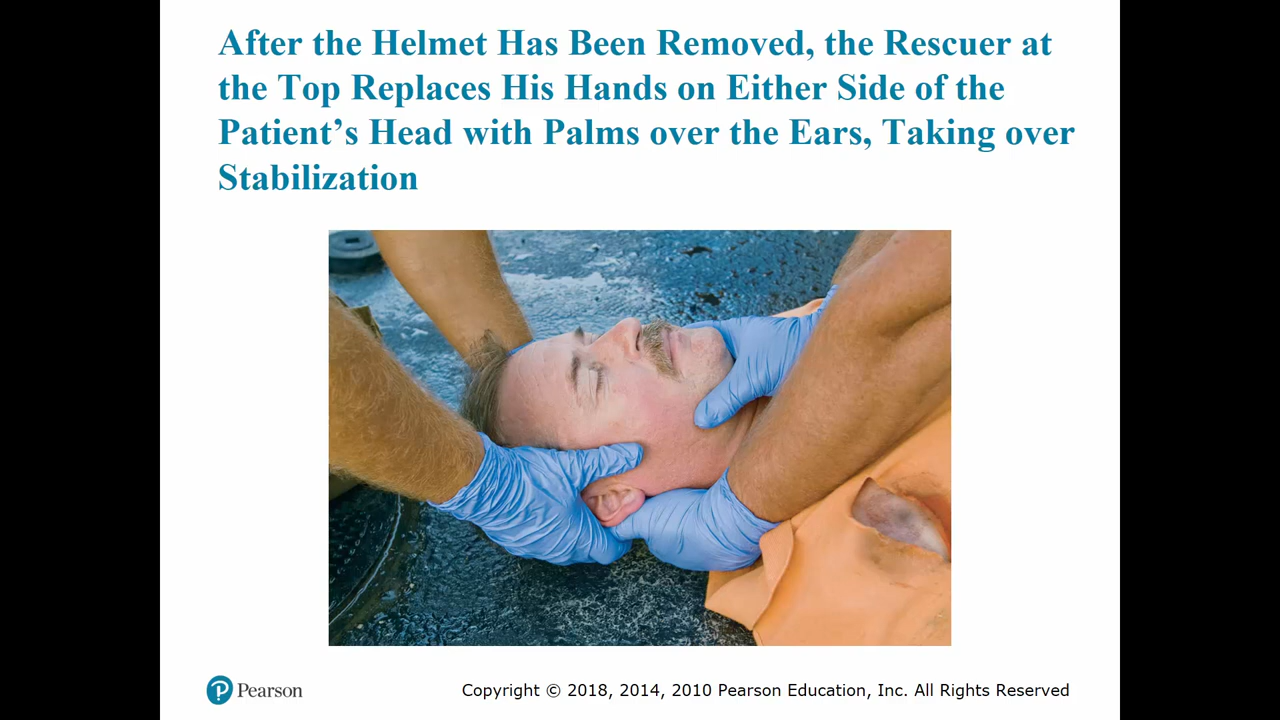 After the Helmet Has Been Removed, the Rescuer at
the Top Replaces His Hands on Either Side of the
Patient’s Head with Palms over the Ears, Taking over
Stabilization
Pearson
Copyright © 2018, 2014, 2010 Pearson Education, Inc. All Rights Reserved